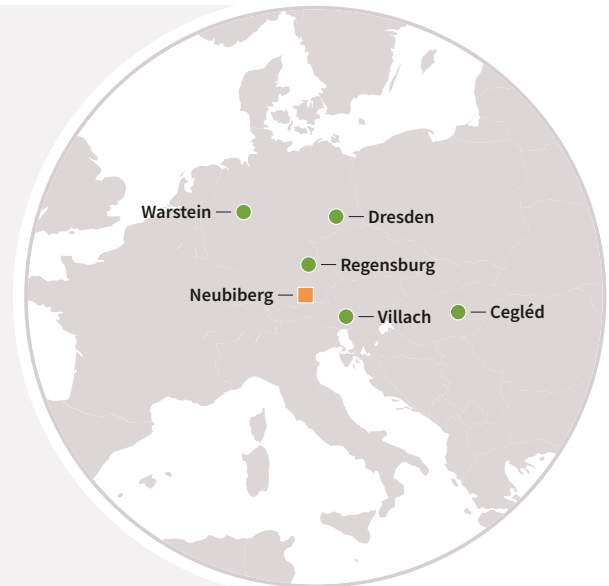 Warstein
Dresden
Regensburg
Neubiberg
Villach
Cegléd